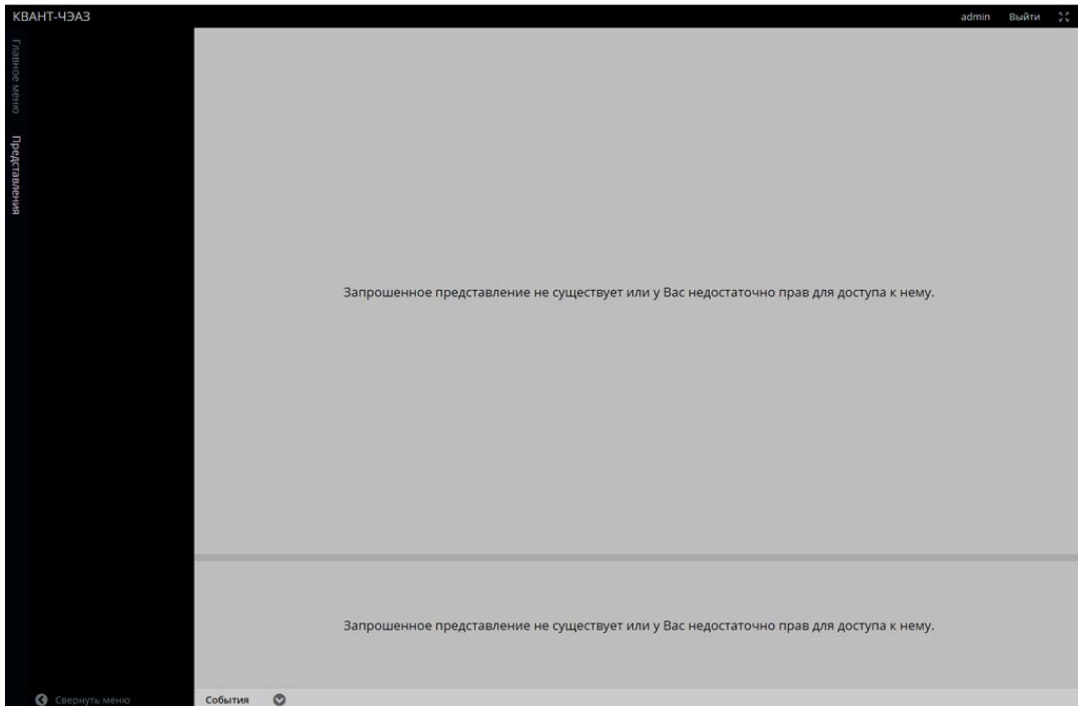 КВАНТ-ЧЭАЗ
admin Выйти
Главное меню
Представления
Запрошенное представление не существует или у Вас недостаточно прав для доступа к нему.
Запрошенное представление не существует или у Вас недостаточно прав для доступа к нему.
Свернуть меню
События